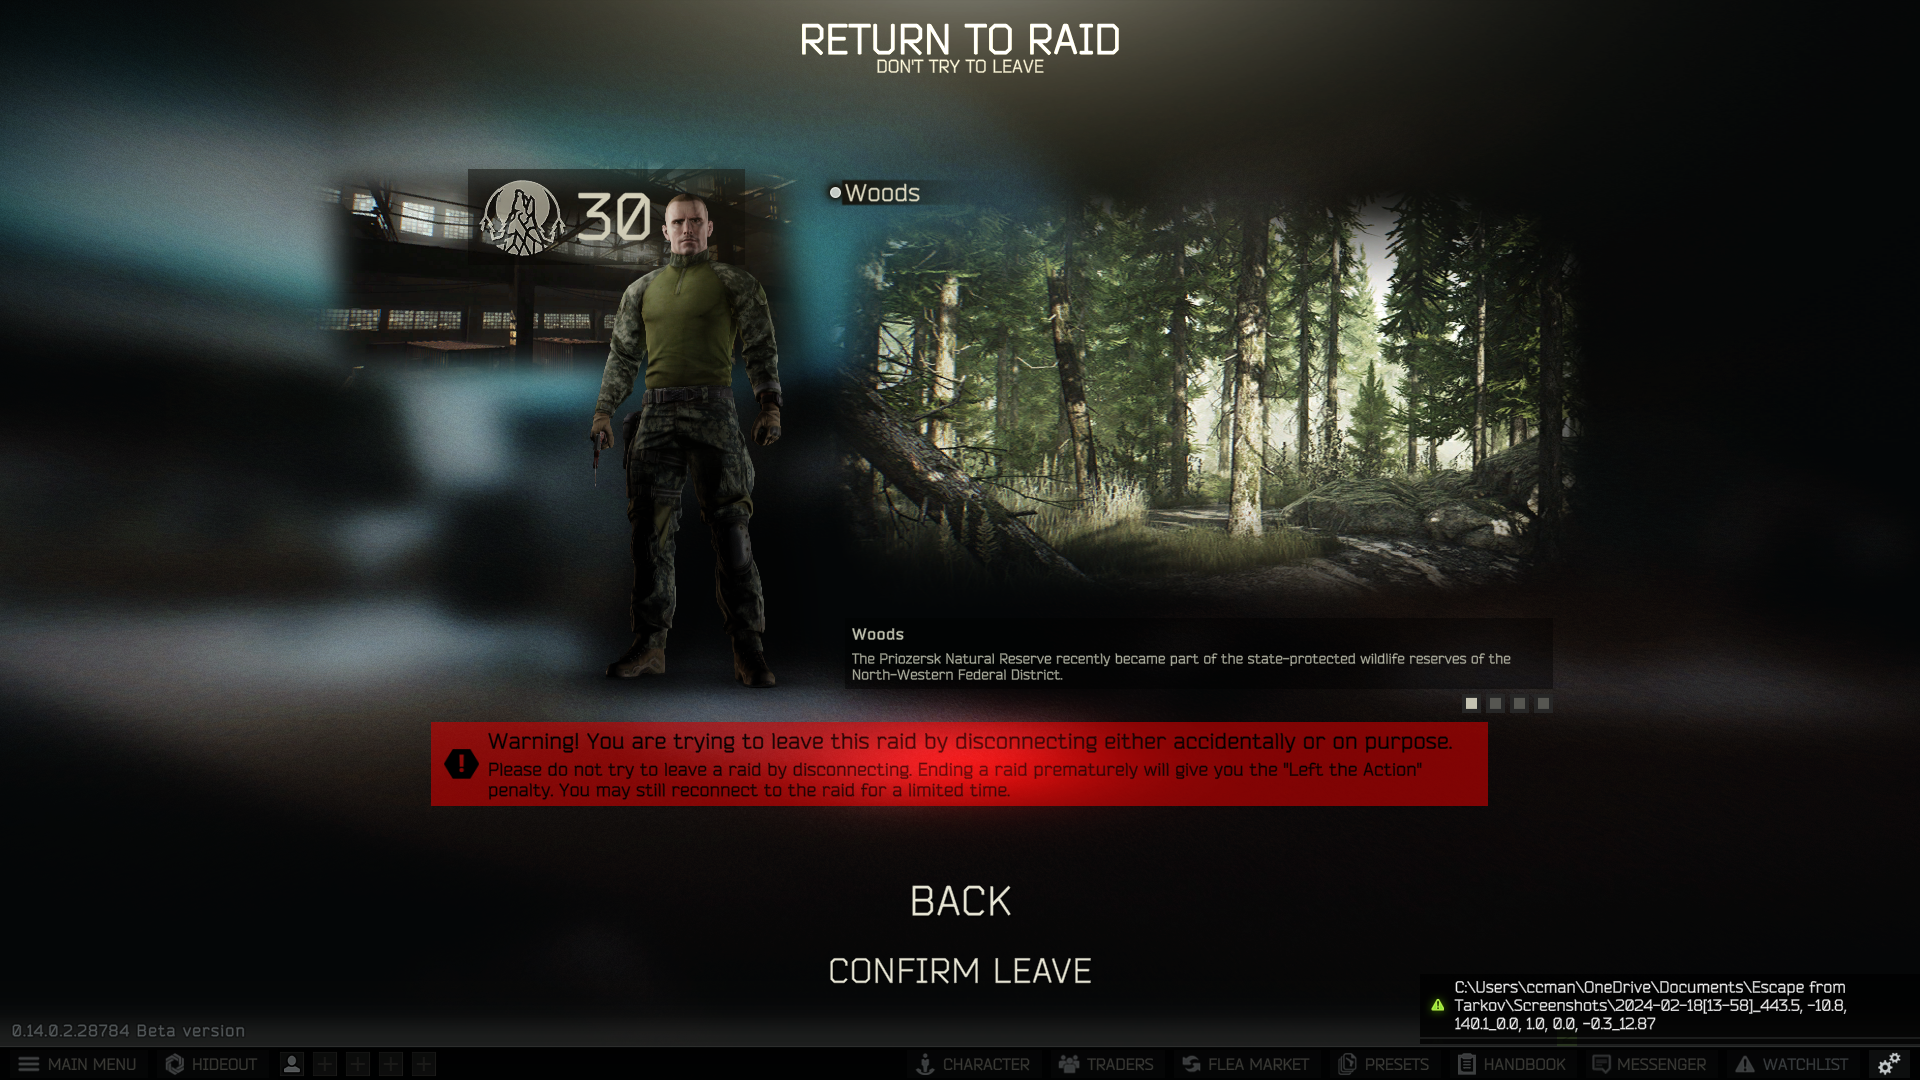 RETURN TO RAID
DON'T TRY TO LEAVE
30
Woods
Woods
The Priozersk Natural Reserve recently became part of the state-protected wildlife reserves of the
North-Western Federal District.
Warning! You are trying to leave this raid by disconnecting either accidentally or on purpose.
Please do not try to leave a raid by disconnecting. Ending a raid prematurely will give you the "Left the Action"
penalty. You may still reconnect to the raid for a limited time.
BACK
CONFIRM LEAVE
C:\Users\ccman\OneDrive\Documents\Escape from
Tarkov\Screenshots\2024-02-18[13-58]_443.5, -10.8,
140.1_0.0, 1.0, 0.0, -0.3_12.87
0.14.0.2.28784 Beta version
MAIN MENU
HIDEOUT
CHARACTER
TRADERS
FLEA MARKET
PRESETS
HANDBOOK
MESSENGER
WATCHLIST